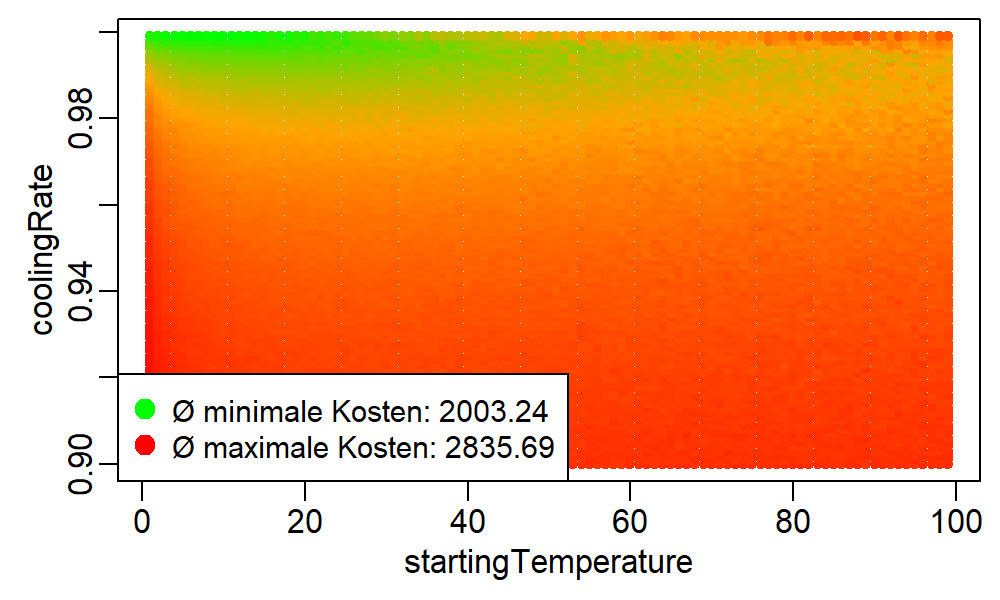 coolingRate
0.98
0.94
0.90
Ø minimale Kosten: 2003.24
Ø maximale Kosten: 2835.69
0 20 40 60 80 100
startingTemperature